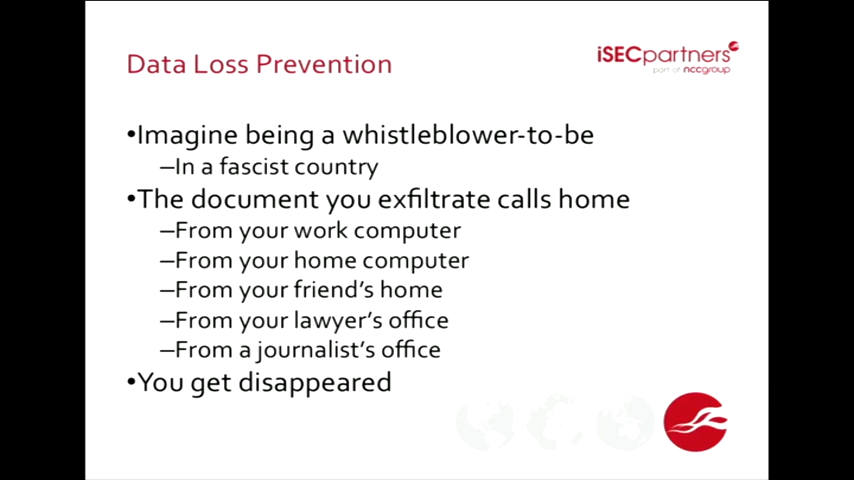 Data Loss Prevention
iSECpartners
part of nccgroup
•Imagine being a whistleblower-to-be
–In a fascist country
•The document you exfiltrate calls home
–From your work computer
–From your home computer
–From your friend's home
–From your lawyer's office
–From a journalist's office
•You get disappeared